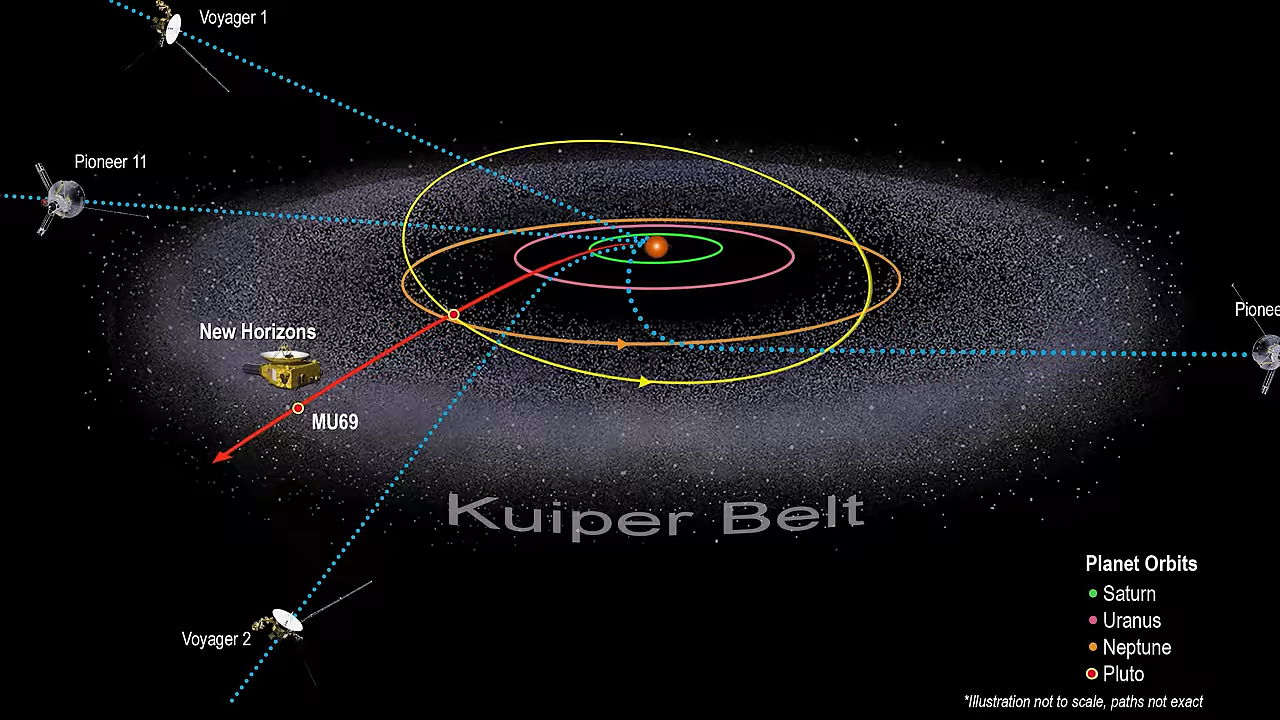 Voyager 1
Pioneer 11
Pionee
New Horizons
MU69
Kuiper Belt
Voyager 2
Planet Orbits
Saturn
Uranus
Neptune
Pluto
*Illustration not to scale, paths not exact